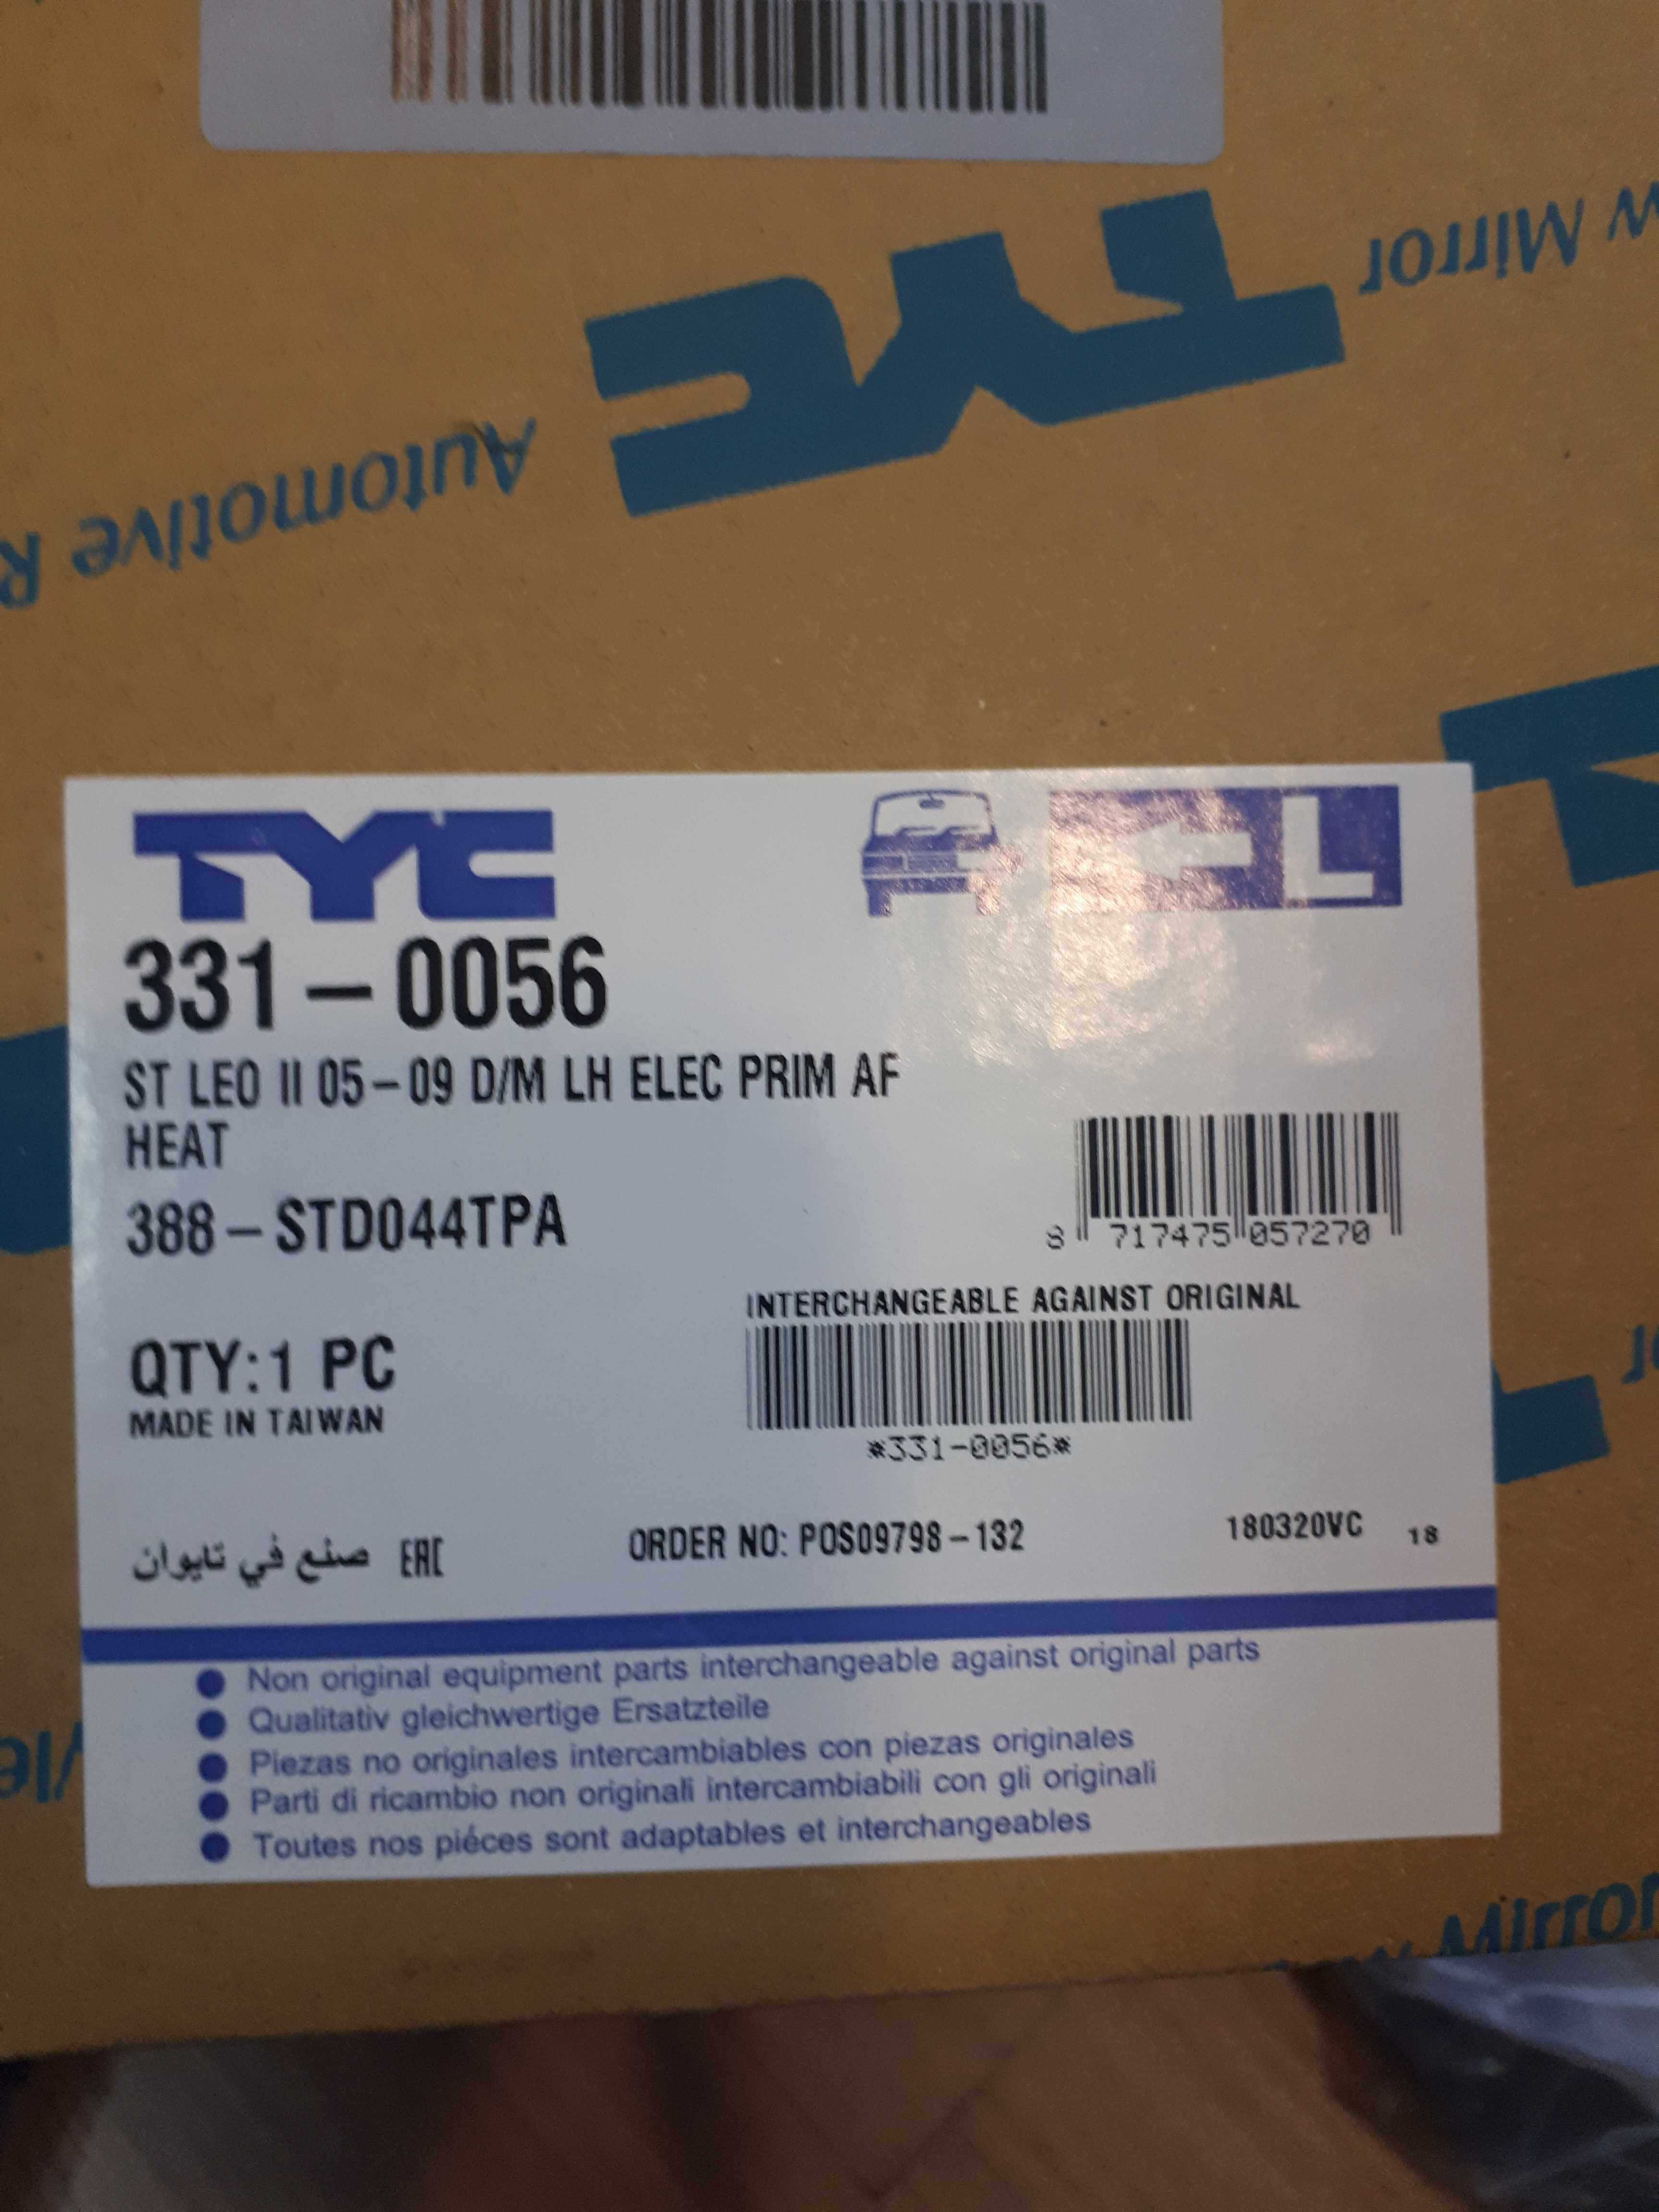 w Mirror
TYC
Automotive R
TYC
L
331-0056
ST LEO II 05-09 D/M LH ELEC PRIM AF
HEAT
388-STD044TPA
8 717475 057270
INTERCHANGEABLE AGAINST ORIGINAL
QTY:1 PC
MADE IN TAIWAN
*331-0056*
صنع في تايوان EAC
ORDER NO: POS09798-132
180320VC 18
Non original equipment parts interchangeable against original parts
Qualitativ gleichwertige Ersatzteile
Piezas no originales intercambiables con piezas originales
Parti di ricambio non originali intercambiabili con gli originali
Toutes nos piéces sont adaptables et interchangeables
Mirror